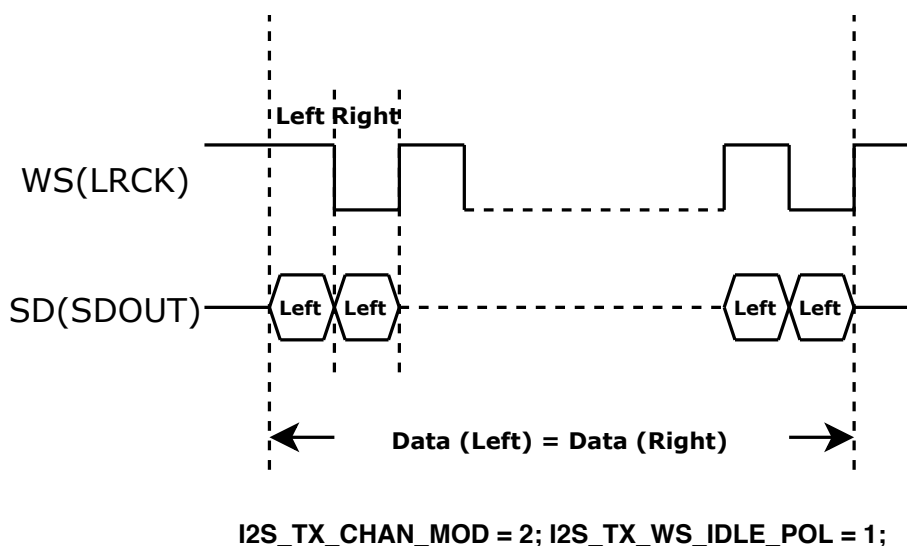 Left Right
WS(LRCK)
SD(SDOUT) Left Left Left Left
Data (Left) = Data (Right)
I2S_TX_CHAN_MOD = 2; I2S_TX_WS_IDLE_POL = 1;